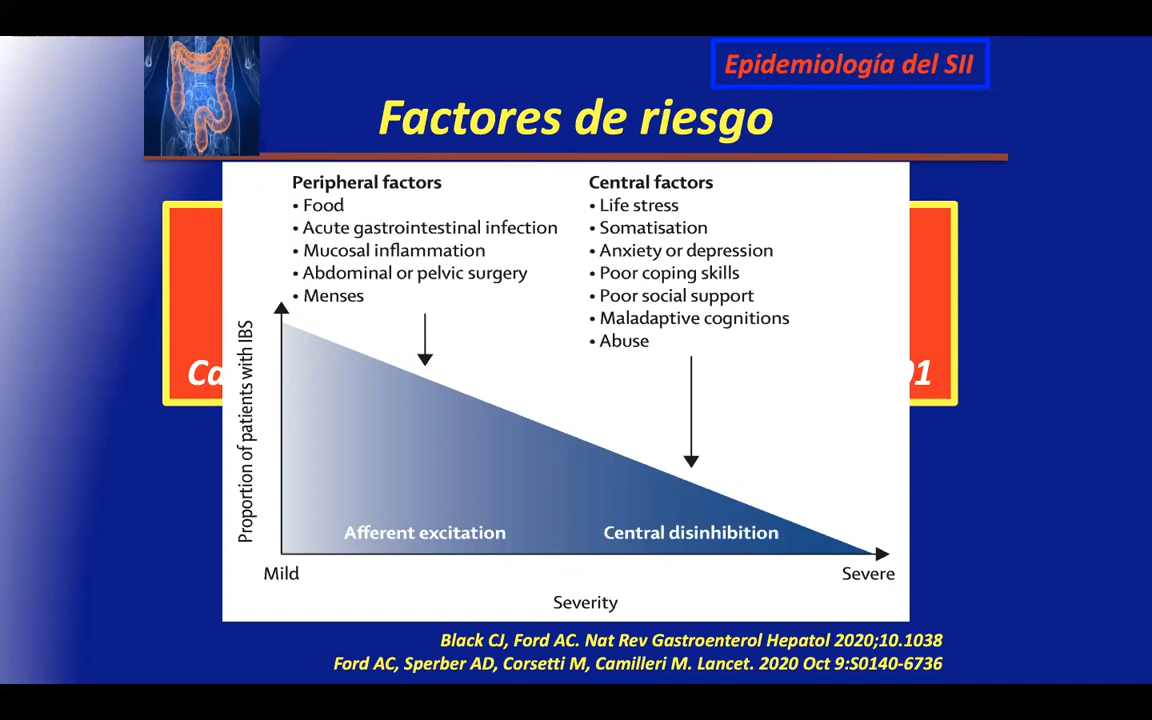 Epidemiología del SII
Factores de riesgo
Peripheral factors
• Food
• Acute gastrointestinal infection
• Mucosal inflammation
• Abdominal or pelvic surgery
• Menses
Central factors
• Life stress
• Somatisation
• Anxiety or depression
• Poor coping skills
• Poor social support
• Maladaptive cognitions
• Abuse
Proportion of patients with IBS
Afferent excitation
Central disinhibition
Mild
Severe
Severity
Black CJ, Ford AC. Nat Rev Gastroenterol Hepatol 2020;10.1038
Ford AC, Sperber AD, Corsetti M, Camilleri M. Lancet. 2020 Oct 9:S0140-6736